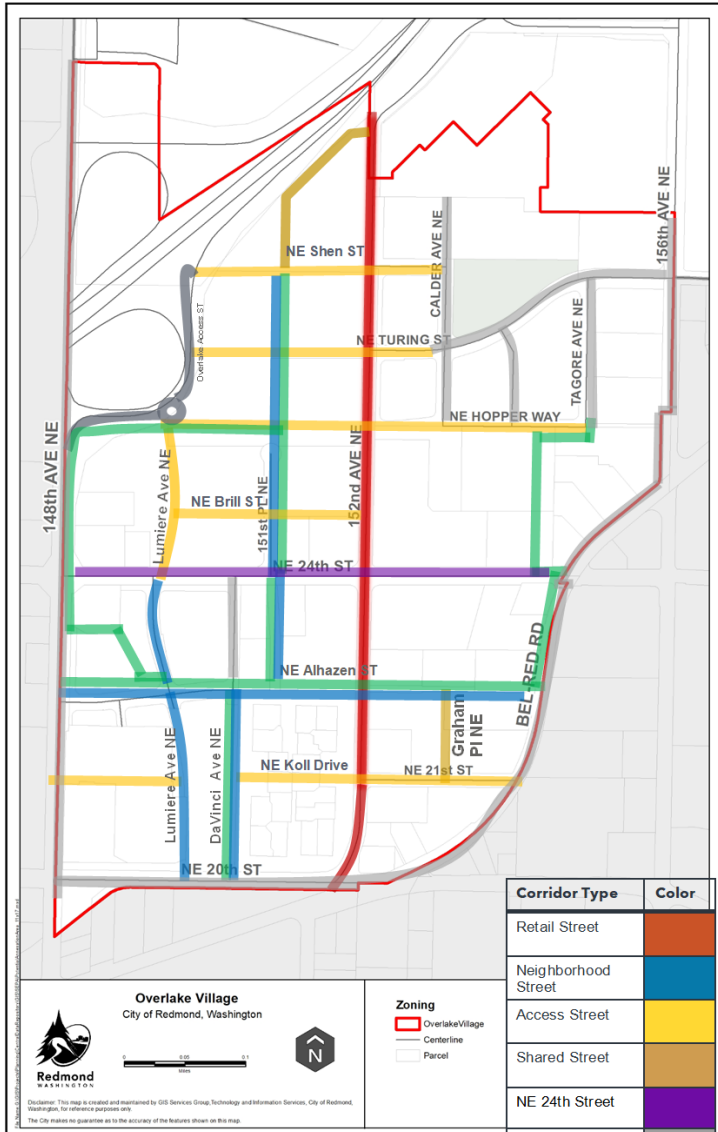 156th AVE NE
CALDER AVE NE
NE Shen ST
TAGORE AVE NE
Overlake Access ST
NE TURING ST
NE HOPPER WAY
148th AVE NE
Lumiere Ave NE
151st PL NE
152nd AVE NE
NE Brill ST
NE 24th ST
NE Alhazen ST
BEL-RED RD
Graham
Pl NE
Lumiere Ave NE
DaVinci Ave NE
NE Koll Drive
NE 21st ST
NE 20th ST
Corridor Type Color
Retail Street
Neighborhood
Street
Access Street
Shared Street
NE 24th Street
Overlake Village
City of Redmond, Washington
0 0.05 0.1
Miles
N
Redmond
WASHINGTON
Zoning
OverlakeVillage
Centerline
Parcel
Disclaimer: This map is created and maintained by GIS Services Group,Technology and Information Services, City of Redmond,
Washington, for reference purposes only.
The City makes no guarantee as to the accuracy of the features shown on this map.